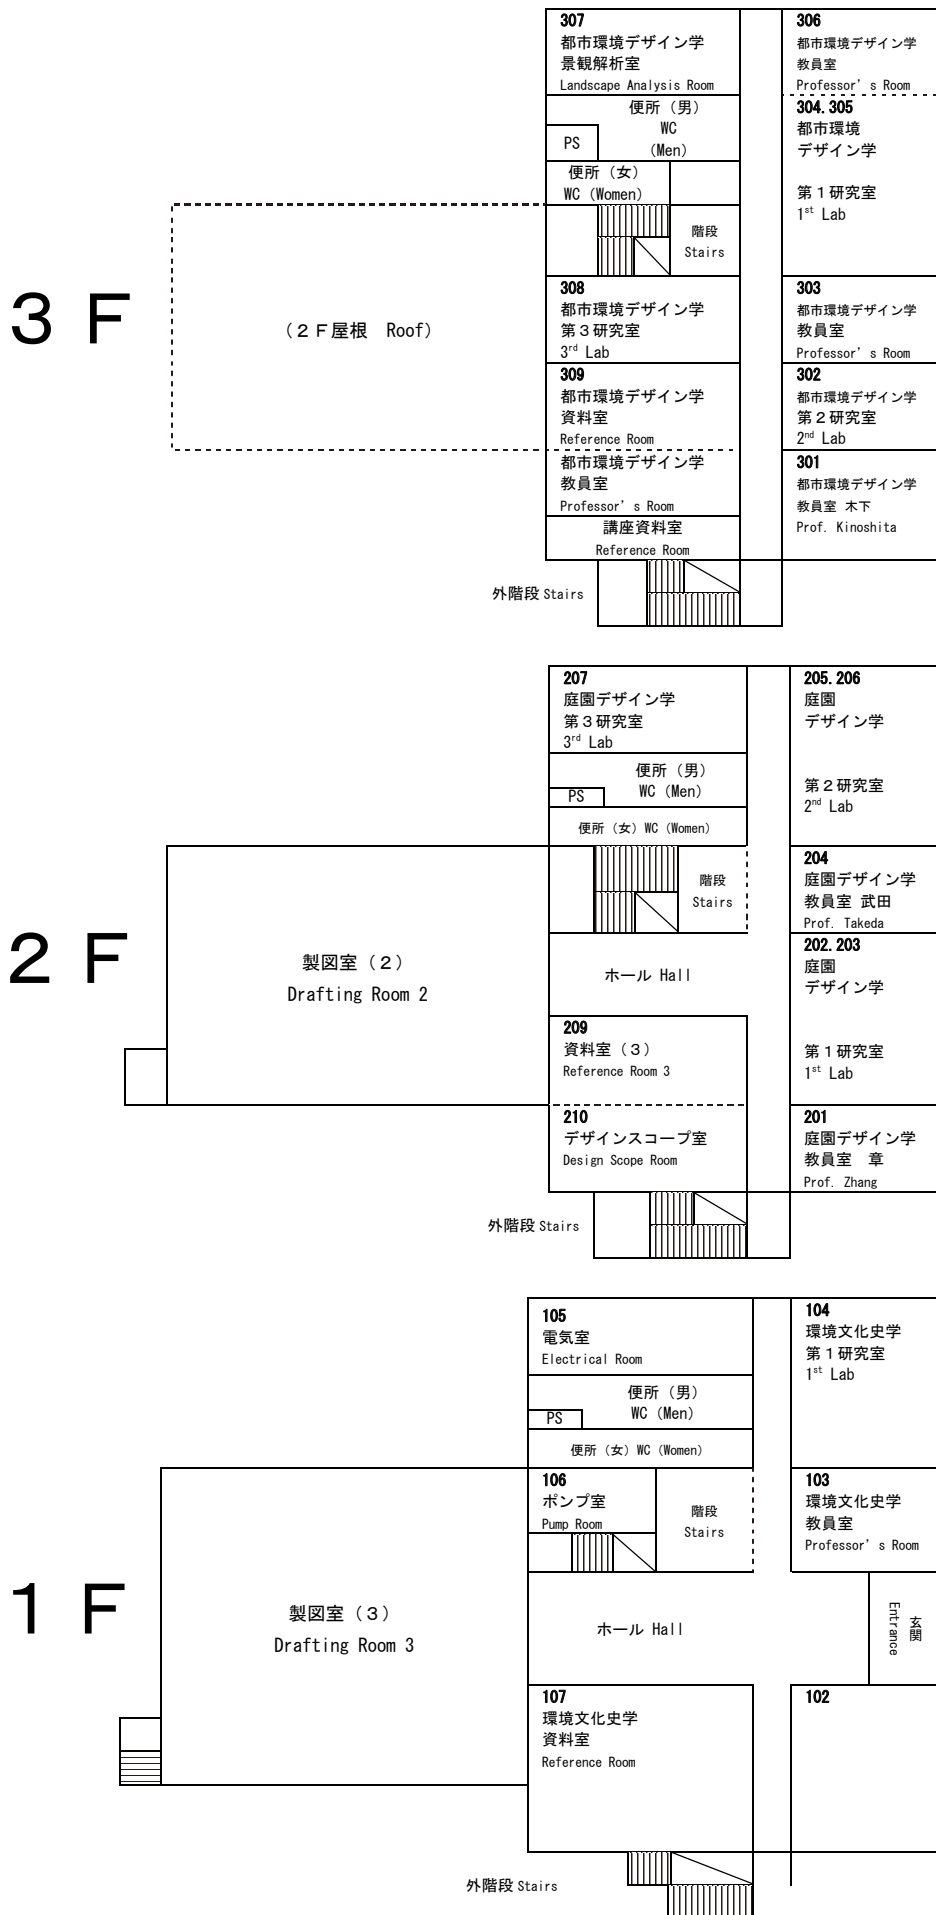 3F
307
都市環境デザイン学
景観解析室
Landscape Analysis Room
便所（男）
WC
(Men)
PS
便所（女）
WC (Women)
階段
Stairs
308
都市環境デザイン学
第３研究室
3rd Lab
309
都市環境デザイン学
資料室
Reference Room
都市環境デザイン学
教員室
Professor's Room
講座資料室
Reference Room
306
都市環境デザイン学
教員室
Professor's Room
304.305
都市環境
デザイン学
第１研究室
1st Lab
303
都市環境デザイン学
教員室
Professor's Room
302
都市環境デザイン学
第２研究室
2nd Lab
301
都市環境デザイン学
教員室 木下
Prof. Kinoshita
（２Ｆ屋根　Roof）
外階段 Stairs
2F
207
庭園デザイン学
第３研究室
3rd Lab
便所（男）
WC (Men)
PS
便所（女）WC (Women)
階段
Stairs
ホール Hall
209
資料室（３）
Reference Room 3
210
デザインスコープ室
Design Scope Room
205.206
庭園
デザイン学
第２研究室
2nd Lab
204
庭園デザイン学
教員室 武田
Prof. Takeda
202.203
庭園
デザイン学
第１研究室
1st Lab
201
庭園デザイン学
教員室　章
Prof. Zhang
製図室（２）
Drafting Room 2
外階段 Stairs
1F
105
電気室
Electrical Room
便所（男）
WC (Men)
PS
便所（女）WC (Women)
106
ポンプ室
Pump Room
階段
Stairs
ホール Hall
107
環境文化史学
資料室
Reference Room
104
環境文化史学
第１研究室
1st Lab
103
環境文化史学
教員室
Professor's Room
玄関
Entrance
102
製図室（３）
Drafting Room 3
外階段 Stairs